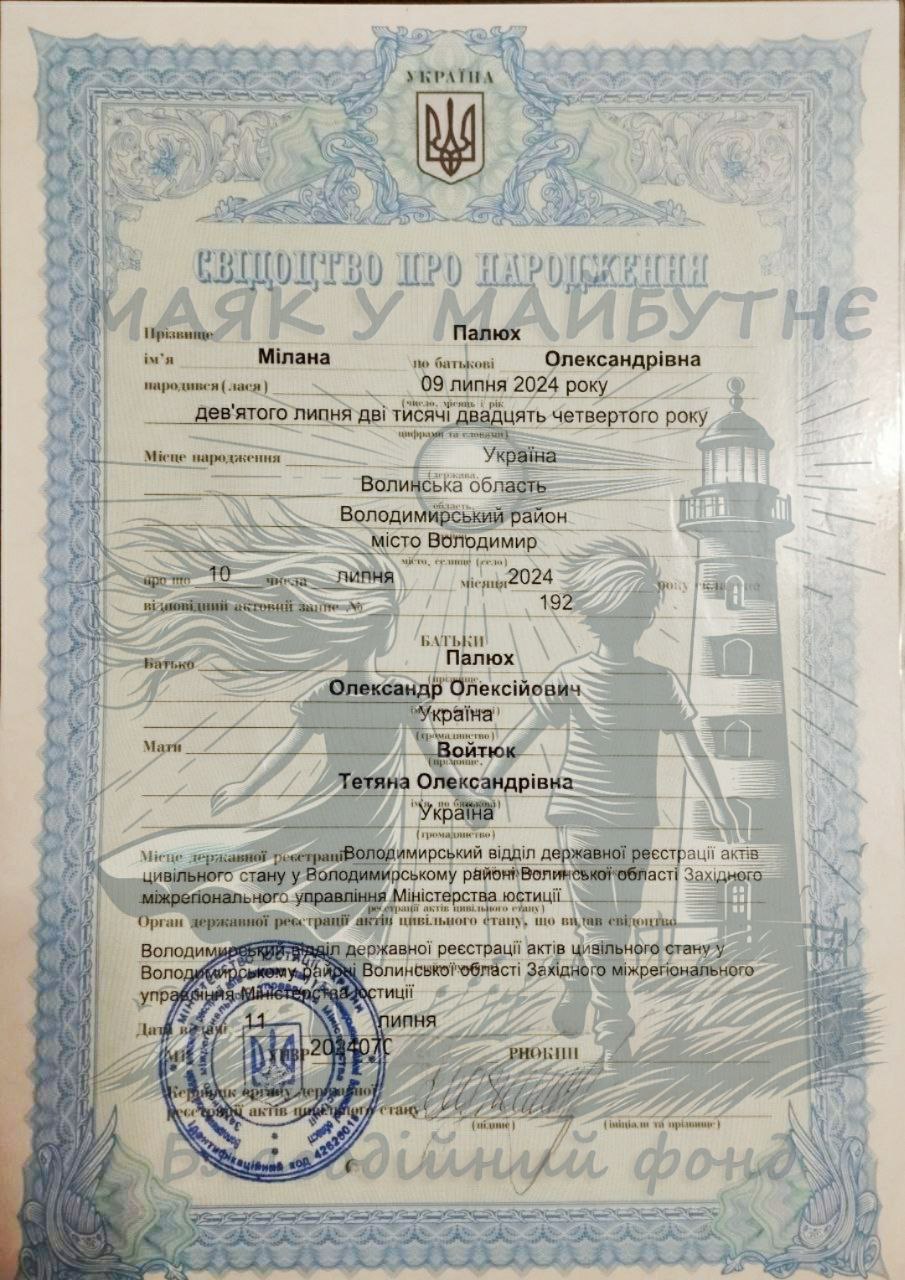 УКРАЇНА
СВІДОЦТВО ПРО НАРОДЖЕННЯ
МАЯК У МАЙБУТНЄ
Прізвище Палюх
ім'я Мілана по батькові Олександрівна
народився(лася) 09 липня 2024 року
(число, місяць і рік
дев'ятого липня дві тисячі двадцять четвертого року
цифрами та словами)
Місце народження Україна
(держава,
Волинська область
область,
Володимирський район
місто Володимир
місто, селище (село)
про що 10 числа липня місяця 2024 року складено
відповідний актовий запис № 192
БАТЬКИ
Батько Палюх
(прізвище,
Олександр Олексійович
Україна
(громадянство)
Мати Войтюк
(прізвище,
Тетяна Олександрівна
ім'я, по батькові)
Україна
(громадянство)
Місце державної реєстрації Володимирський відділ державної реєстрації актів
цивільного стану у Володимирському районі Волинської області Західного
міжрегіонального управління Міністерства юстиції
реєстрації актів цивільного стану)
Орган державної реєстрації актів цивільного стану, що видав свідоцтво
Володимирський відділ державної реєстрації актів цивільного стану у
Володимирському районі Волинської області Західного міжрегіонального
управління Міністерства юстиції
Дата видачі 11 липня
УНЗР 2024070 РНОКПП
Керівник органу державної
реєстрації актів цивільного стану
(підпис) (ініціали та прізвище)
Ідентифікаційний код
Благодійний фонд